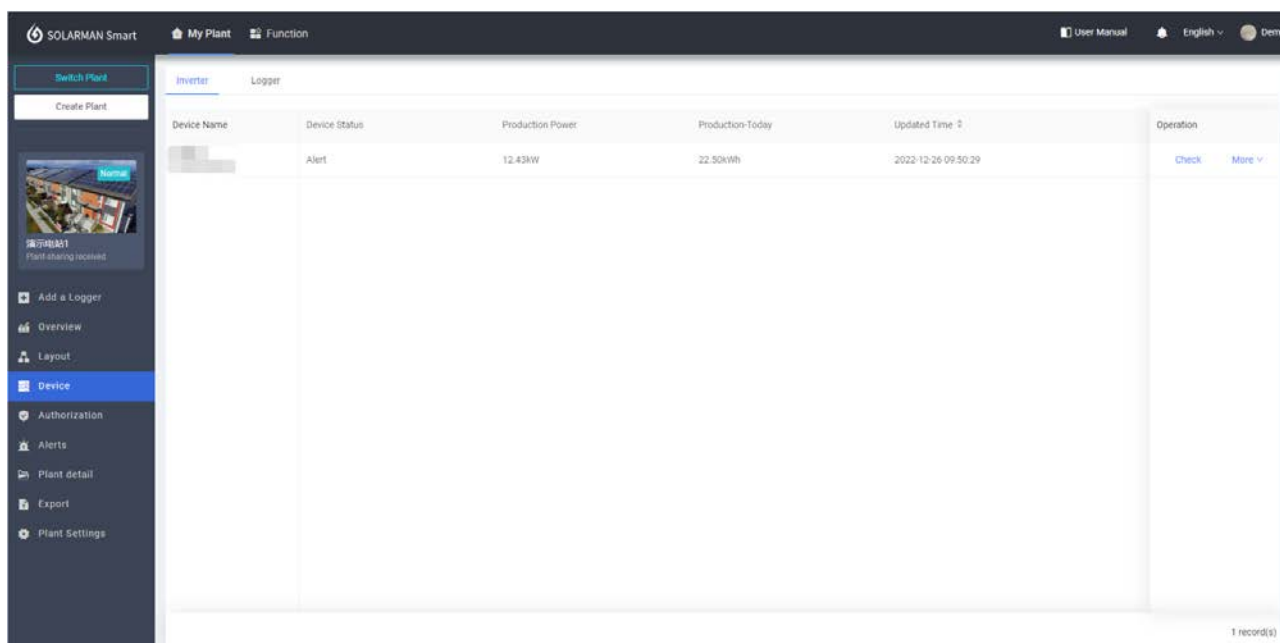 SOLARMAN Smart
My Plant
Function
User Manual
English
Dem
Switch Plant
Create Plant
Normal
演示电站1
Plant sharing received
Add a Logger
Overview
Layout
Device
Authorization
Alerts
Plant detail
Export
Plant Settings
Inverter Logger
Device Name Device Status Production Power Production-Today Updated Time Operation
Alert 12.43kW 22.50kWh 2022-12-26 09:50:29 Check More
1 record(s)